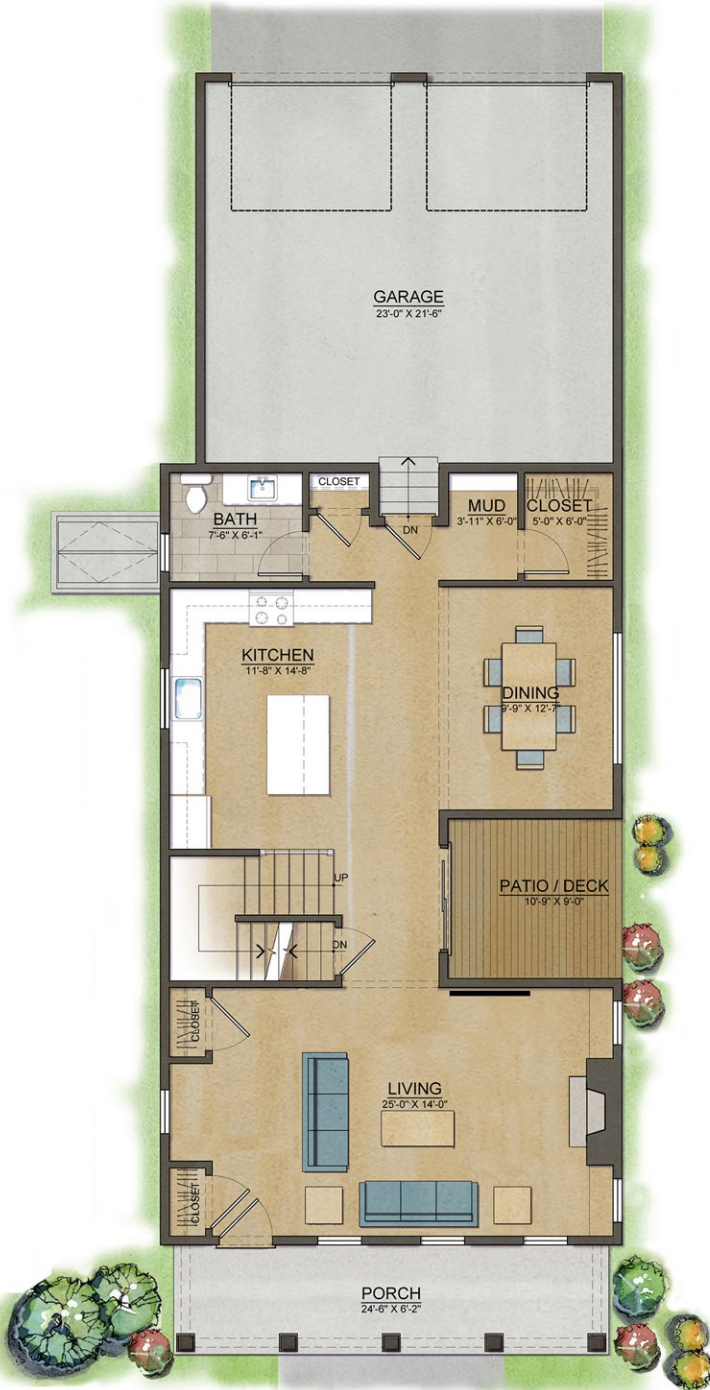 GARAGE
23'-0" X 21'-6"
CLOSET
BATH
7'-6" X 6'-1"
DN
MUD
3'-11" X 6'-0"
CLOSET
5'-0" X 6'-0"
KITCHEN
11'-8" X 14'-8"
DINING
9'-9" X 12'-7"
UP
PATIO / DECK
10'-9" X 9'-0"
DN
CLOSET
LIVING
25'-0" X 14'-0"
CLOSET
PORCH
24'-6" X 6'-2"